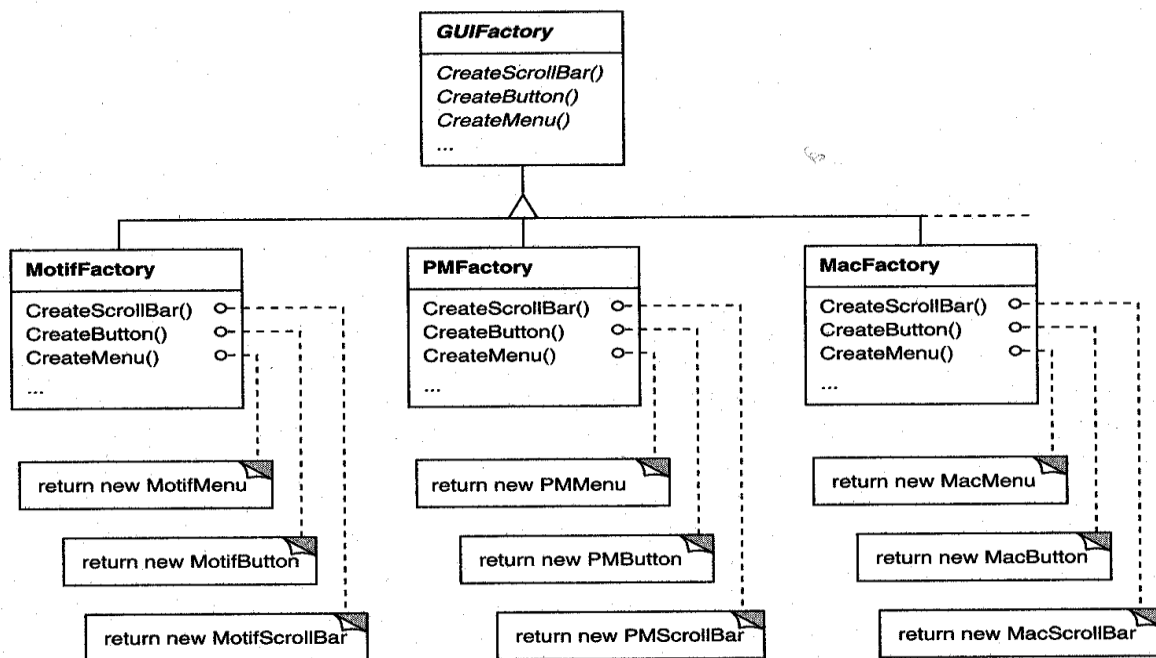 GUIFactory
CreateScrollBar()
CreateButton()
CreateMenu()
...
MotifFactory
CreateScrollBar()
CreateButton()
CreateMenu()
...
return new MotifMenu
return new MotifButton
return new MotifScrollBar
PMFactory
CreateScrollBar()
CreateButton()
CreateMenu()
...
return new PMMenu
return new PMButton
return new PMScrollBar
MacFactory
CreateScrollBar()
CreateButton()
CreateMenu()
...
return new MacMenu
return new MacButton
return new MacScrollBar